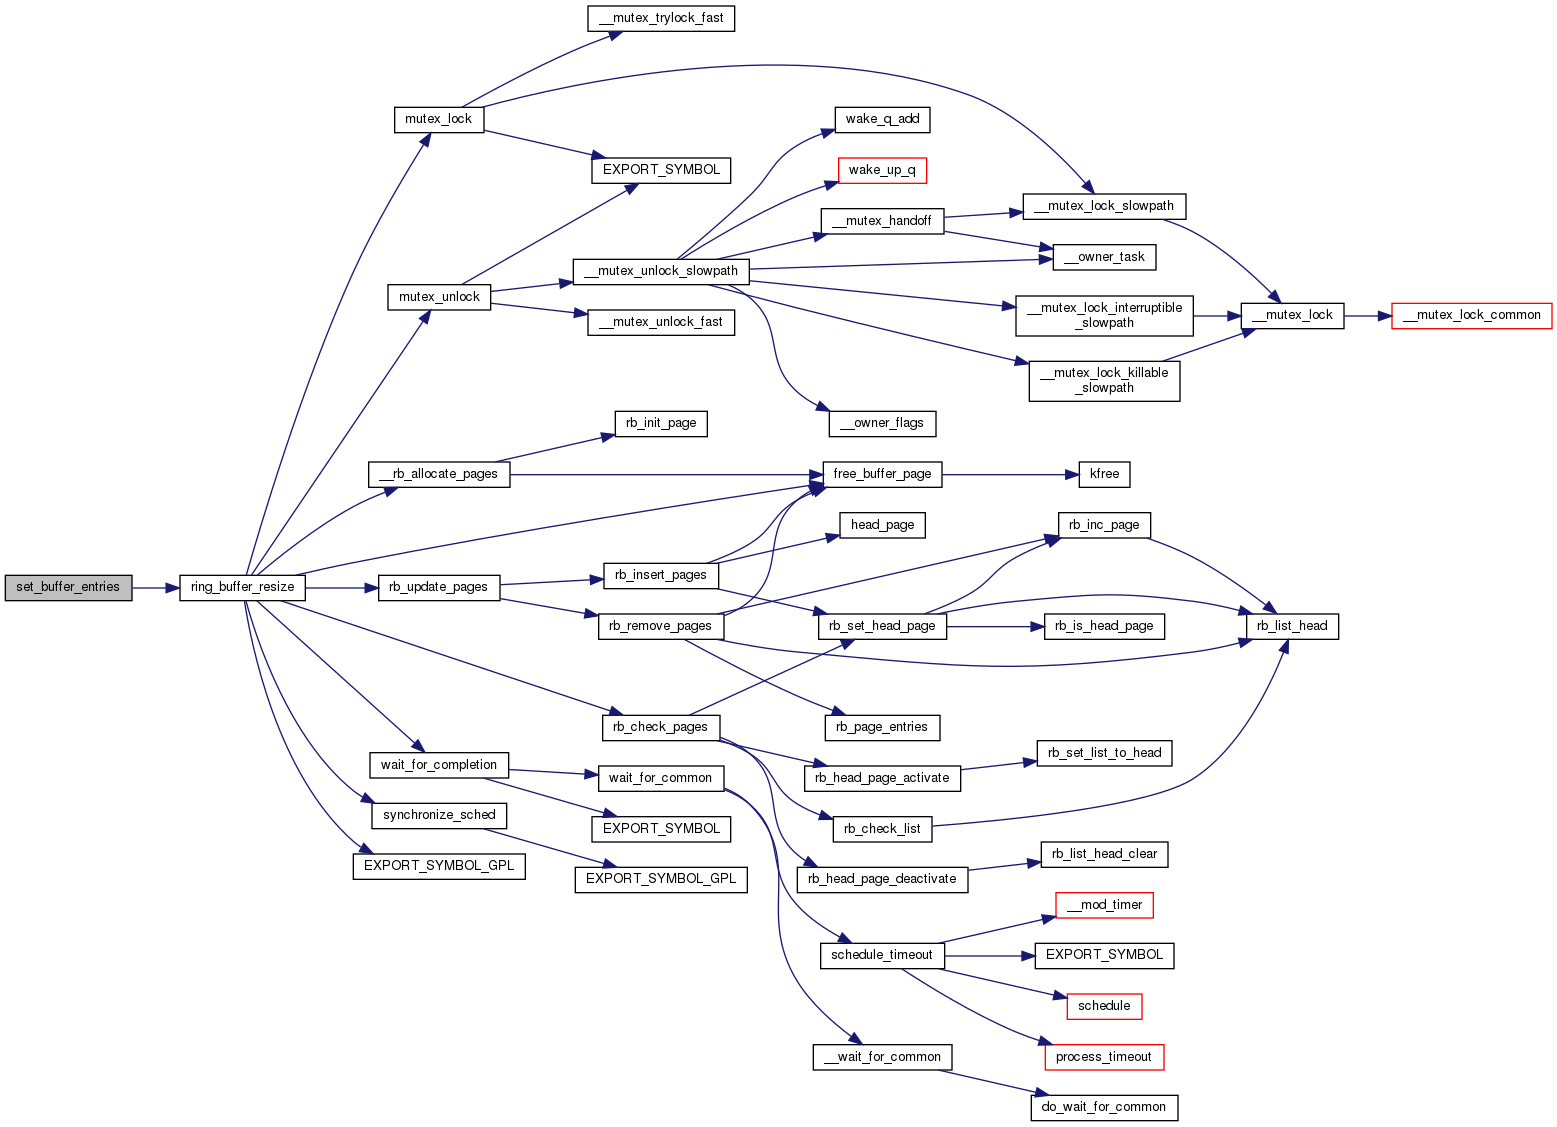 __mutex_trylock_fast
mutex_lock
wake_q_add
EXPORT_SYMBOL
wake_up_q
__mutex_lock_slowpath
__mutex_handoff
__owner_task
__mutex_unlock_slowpath
mutex_unlock
__mutex_lock_interruptible
_slowpath
__mutex_lock
__mutex_lock_common
__mutex_unlock_fast
__mutex_lock_killable
_slowpath
rb_init_page
__owner_flags
__rb_allocate_pages
free_buffer_page
kfree
head_page
rb_inc_page
set_buffer_entries
ring_buffer_resize
rb_update_pages
rb_insert_pages
rb_remove_pages
rb_set_head_page
rb_is_head_page
rb_list_head
rb_check_pages
rb_page_entries
rb_set_list_to_head
wait_for_completion
wait_for_common
rb_head_page_activate
synchronize_sched
EXPORT_SYMBOL
rb_check_list
rb_list_head_clear
EXPORT_SYMBOL_GPL
EXPORT_SYMBOL_GPL
rb_head_page_deactivate
__mod_timer
schedule_timeout
EXPORT_SYMBOL
schedule
__wait_for_common
process_timeout
do_wait_for_common